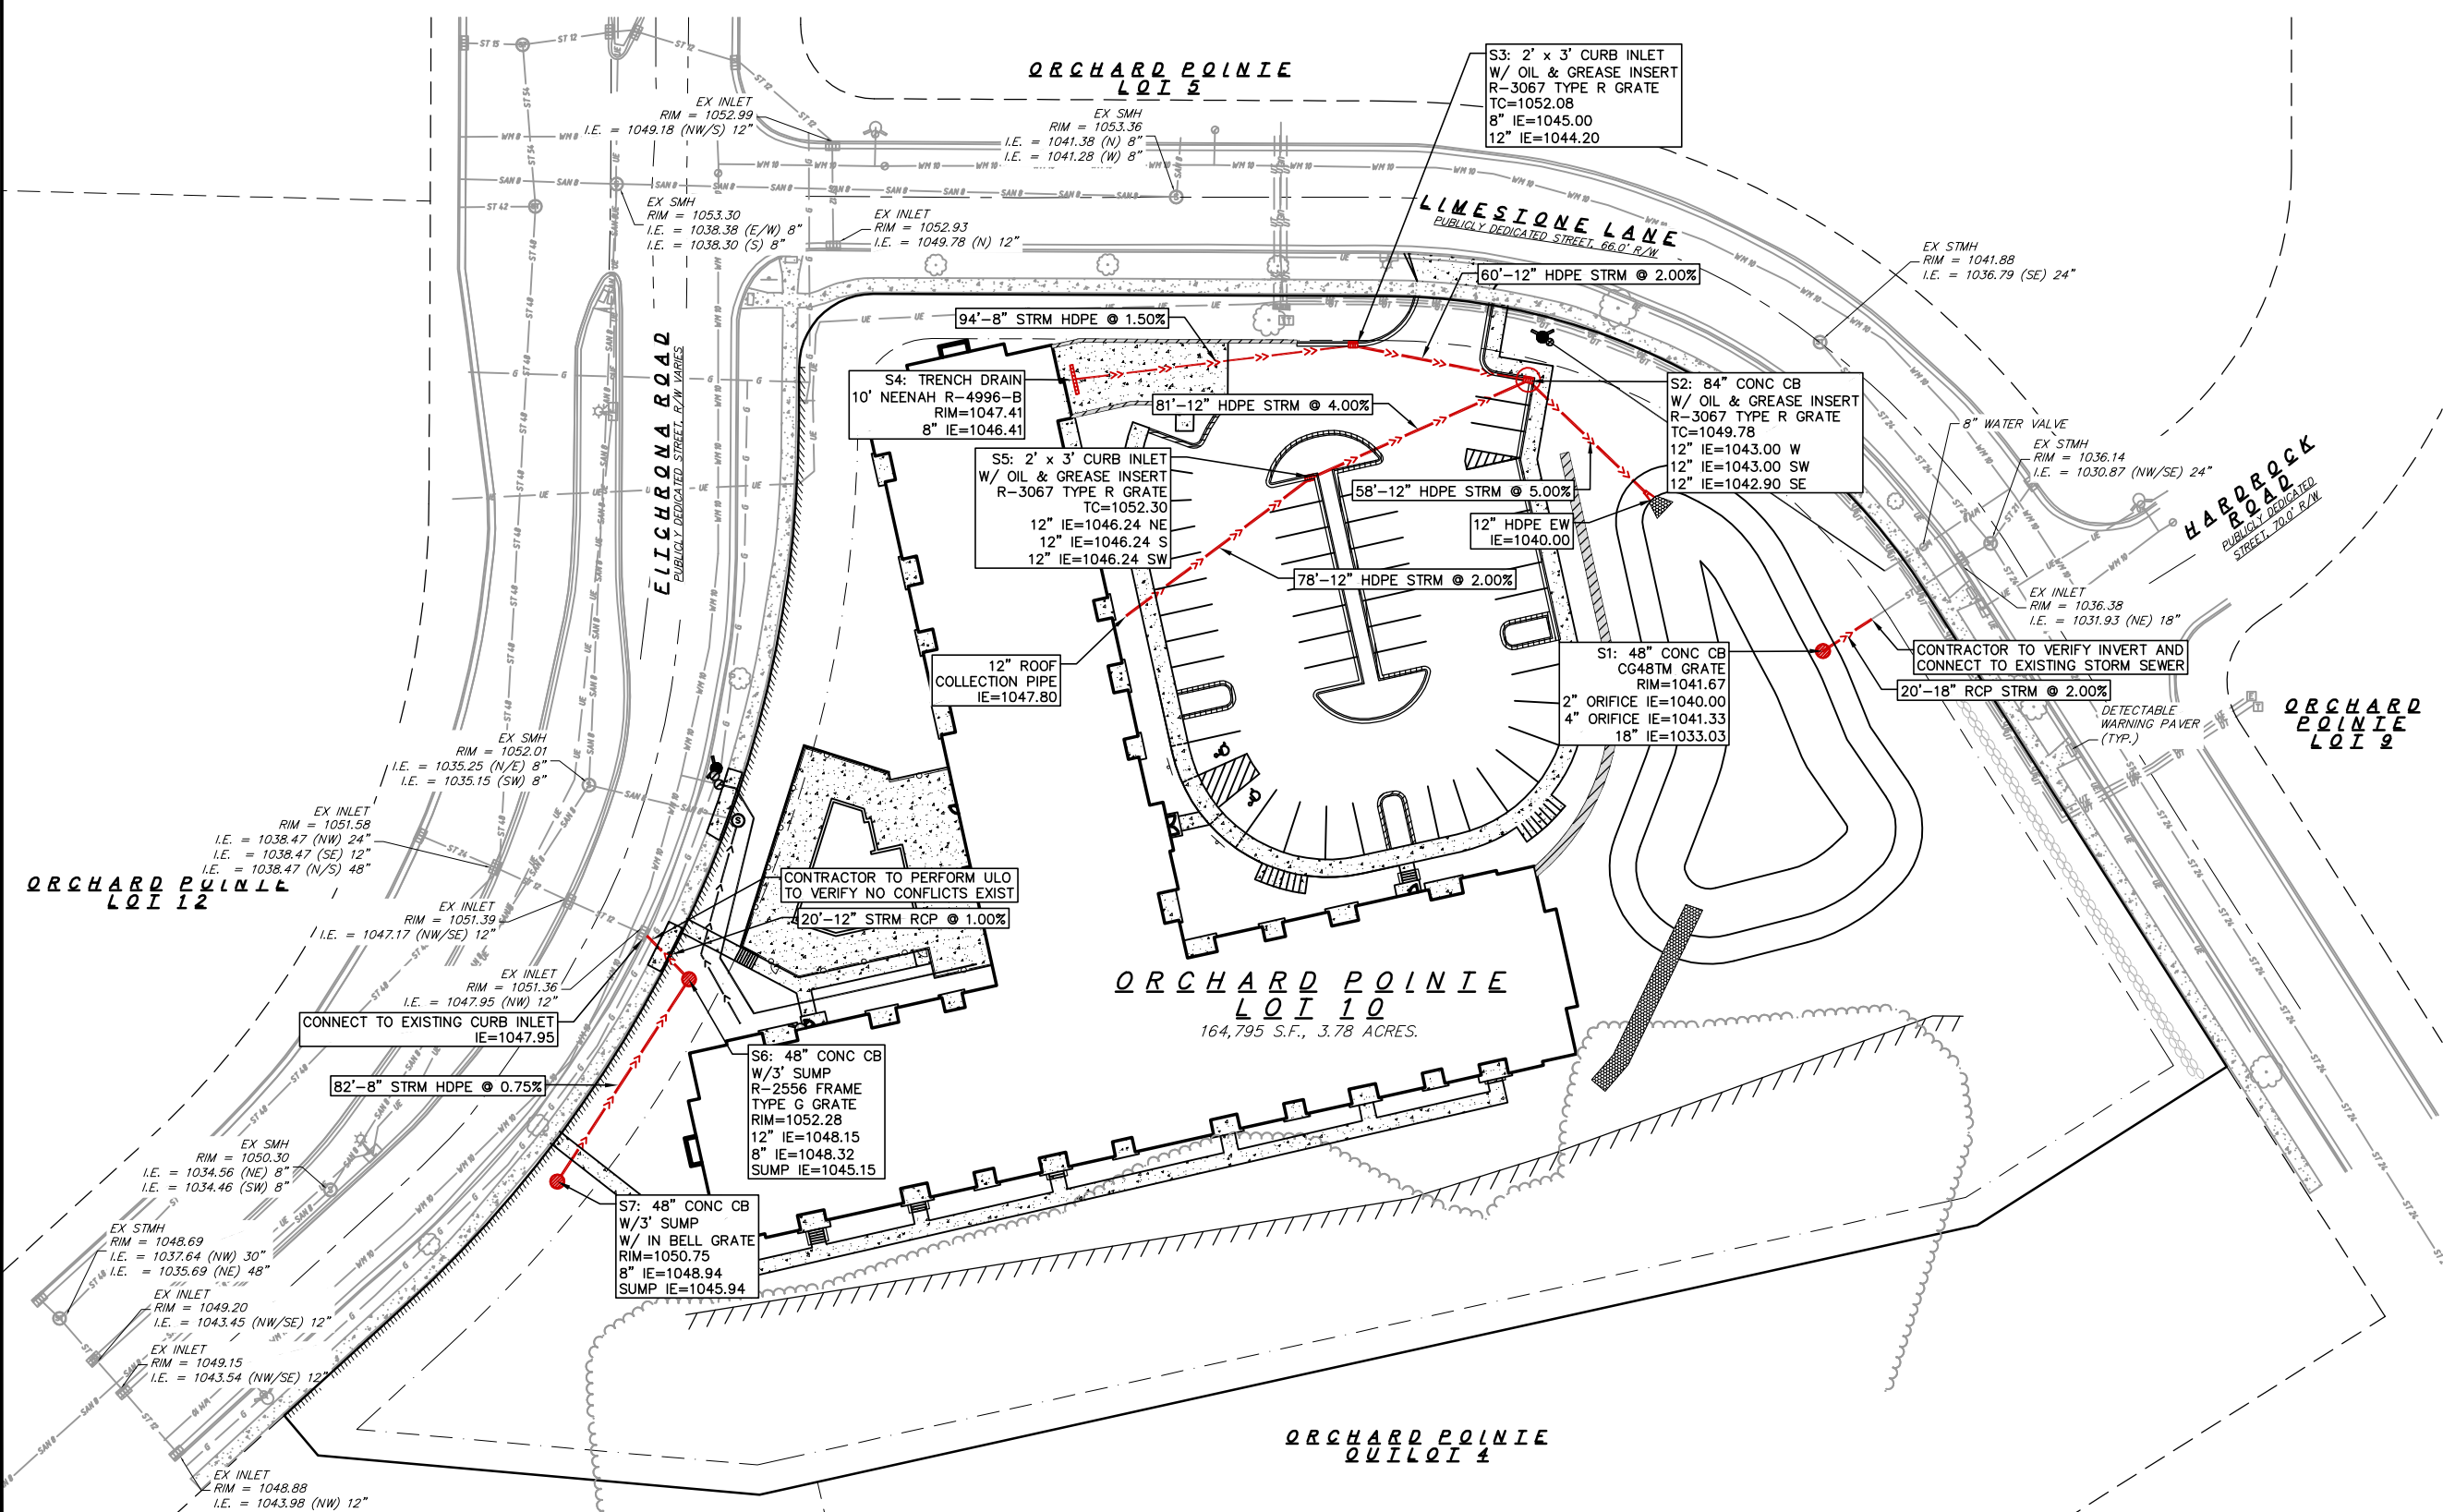 ORCHARD POINTE
LOT 5
S3: 2' x 3' CURB INLET
W/ OIL & GREASE INSERT
R-3067 TYPE R GRATE
TC=1052.08
8" IE=1045.00
12" IE=1044.20
EX INLET
RIM = 1052.99
I.E. = 1049.18 (NW/S) 12"
EX SMH
RIM = 1053.36
I.E. = 1041.38 (N) 8"
I.E. = 1041.28 (W) 8"
EX SMH
RIM = 1053.30
I.E. = 1038.38 (E/W) 8"
I.E. = 1038.30 (S) 8"
EX INLET
RIM = 1052.93
I.E. = 1049.78 (N) 12"
LIMESTONE LANE
PUBLICLY DEDICATED STREET, 66.0' R/W
EX STMH
RIM = 1041.88
I.E. = 1036.79 (SE) 24"
60'-12" HDPE STRM @ 2.00%
94'-8" STRM HDPE @ 1.50%
ELITCHRONA ROAD
PUBLICLY DEDICATED STREET, R/W VARIES
S4: TRENCH DRAIN
10' NEENAH R-4996-B
RIM=1047.41
8" IE=1046.41
81'-12" HDPE STRM @ 4.00%
S2: 84" CONC CB
W/ OIL & GREASE INSERT
R-3067 TYPE R GRATE
TC=1049.78
12" IE=1043.00 W
12" IE=1043.00 SW
12" IE=1042.90 SE
8" WATER VALVE
EX STMH
RIM = 1036.14
I.E. = 1030.87 (NW/SE) 24"
HARDROCK
ROAD
PUBLICLY DEDICATED
STREET, 70.0' R/W
S5: 2' x 3' CURB INLET
W/ OIL & GREASE INSERT
R-3067 TYPE R GRATE
TC=1052.30
12" IE=1046.24 NE
12" IE=1046.24 S
12" IE=1046.24 SW
58'-12" HDPE STRM @ 5.00%
12" HDPE EW
IE=1040.00
78'-12" HDPE STRM @ 2.00%
EX INLET
RIM = 1036.38
I.E. = 1031.93 (NE) 18"
12" ROOF
COLLECTION PIPE
IE=1047.80
S1: 48" CONC CB
CG48TM GRATE
RIM=1041.67
2" ORIFICE IE=1040.00
4" ORIFICE IE=1041.33
18" IE=1033.03
CONTRACTOR TO VERIFY INVERT AND
CONNECT TO EXISTING STORM SEWER
20'-18" RCP STRM @ 2.00%
DETECTABLE
WARNING PAVER
(TYP.)
ORCHARD
POINTE
LOT 9
EX SMH
RIM = 1052.01
I.E. = 1035.25 (N/E) 8"
I.E. = 1035.15 (SW) 8"
EX INLET
RIM = 1051.58
I.E. = 1038.47 (NW) 24"
I.E. = 1038.47 (SE) 12"
I.E. = 1038.47 (N/S) 48"
ORCHARD POINTE
LOT 12
CONTRACTOR TO PERFORM ULO
TO VERIFY NO CONFLICTS EXIST
20'-12" STRM RCP @ 1.00%
EX INLET
RIM = 1051.39
I.E. = 1047.17 (NW/SE) 12"
EX INLET
RIM = 1051.36
I.E. = 1047.95 (NW) 12"
ORCHARD POINTE
LOT 10
164,795 S.F., 3.78 ACRES.
CONNECT TO EXISTING CURB INLET
IE=1047.95
82'-8" STRM HDPE @ 0.75%
S6: 48" CONC CB
W/3' SUMP
R-2556 FRAME
TYPE G GRATE
RIM=1052.28
12" IE=1048.15
8" IE=1048.32
SUMP IE=1045.15
EX SMH
RIM = 1050.30
I.E. = 1034.56 (NE) 8"
I.E. = 1034.46 (SW) 8"
S7: 48" CONC CB
W/3' SUMP
W/ IN BELL GRATE
RIM=1050.75
8" IE=1048.94
SUMP IE=1045.94
EX STMH
RIM = 1048.69
I.E. = 1037.64 (NW) 30"
I.E. = 1035.69 (NE) 48"
EX INLET
RIM = 1049.20
I.E. = 1043.45 (NW/SE) 12"
EX INLET
RIM = 1049.15
I.E. = 1043.54 (NW/SE) 12"
EX INLET
RIM = 1048.88
I.E. = 1043.98 (NW) 12"
ORCHARD POINTE
OUTLOT 4